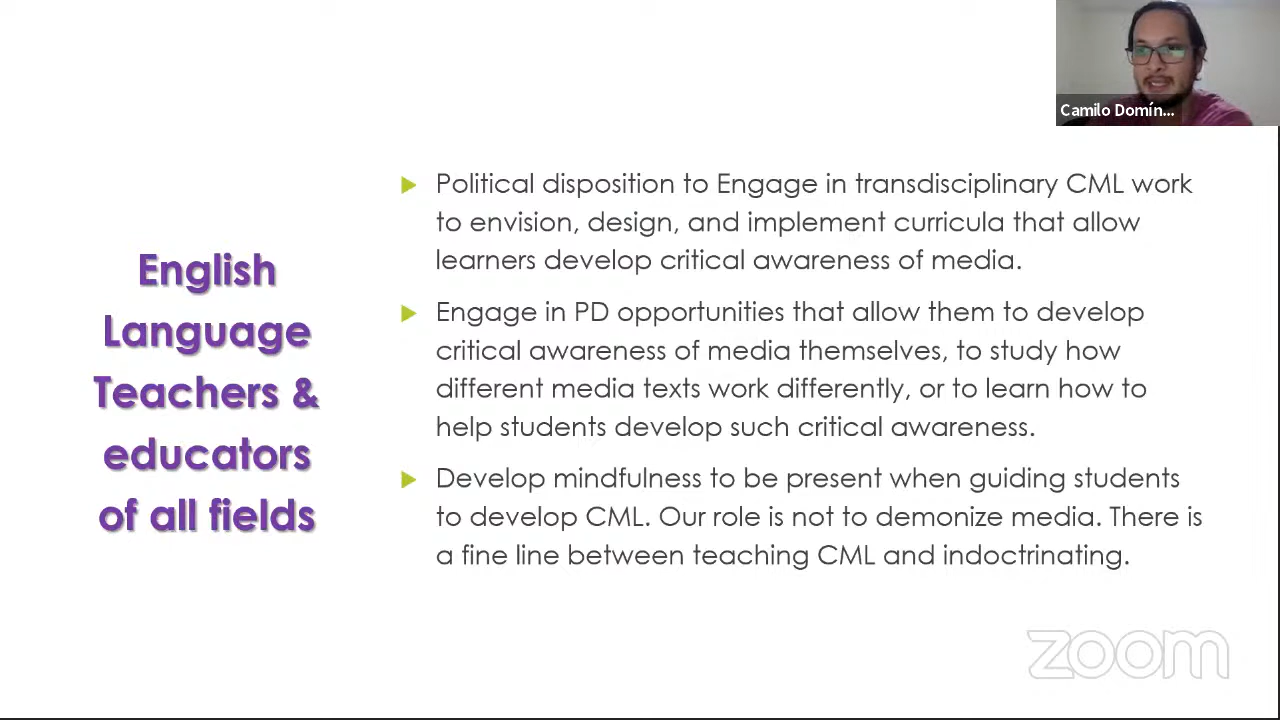 Camilo Domín...
English
Language
Teachers &
educators
of all fields
Political disposition to Engage in transdisciplinary CML work
to envision, design, and implement curricula that allow
learners develop critical awareness of media.
Engage in PD opportunities that allow them to develop
critical awareness of media themselves, to study how
different media texts work differently, or to learn how to
help students develop such critical awareness.
Develop mindfulness to be present when guiding students
to develop CML. Our role is not to demonize media. There is
a fine line between teaching CML and indoctrinating.
zoom